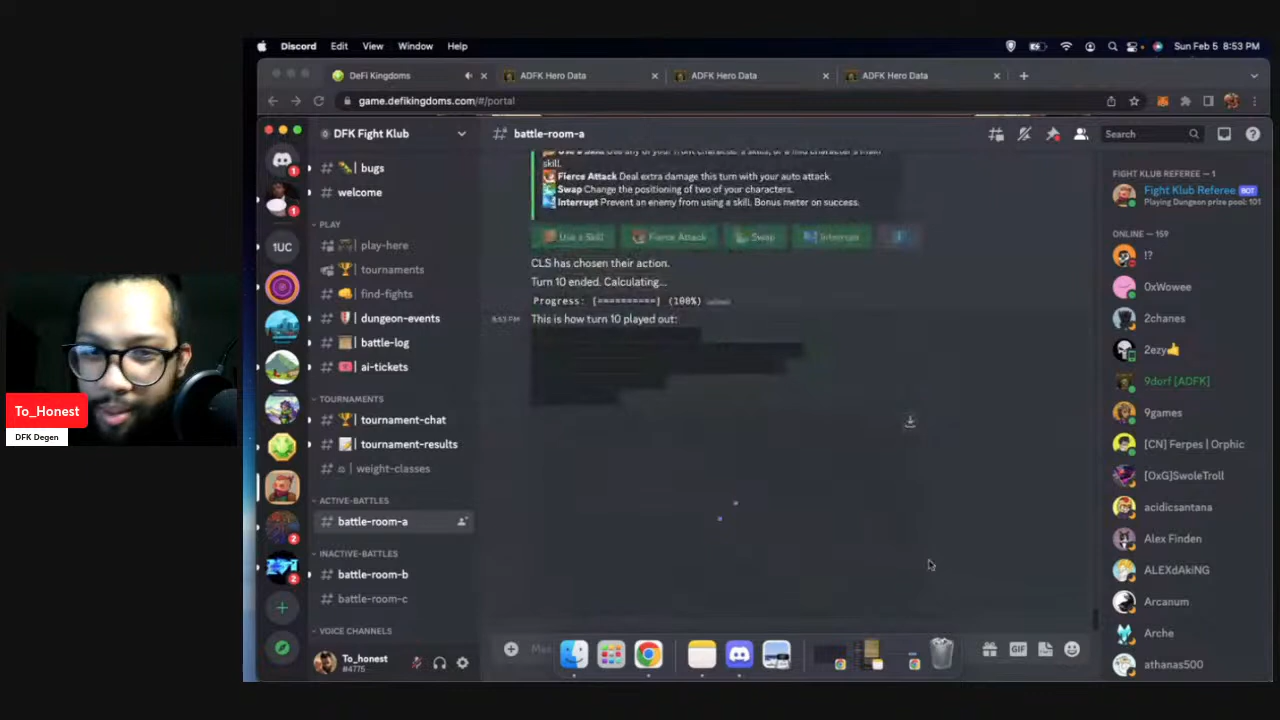 Discord Edit View Window Help Sun Feb 5 8:53 PM
DeFi Kingdoms ADFK Hero Data ADFK Hero Data ADFK Hero Data
game.defikingdoms.com/#/portal
DFK Fight Klub
bugs
welcome
PLAY
play-here
tournaments
find-fights
dungeon-events
battle-log
ai-tickets
TOURNAMENTS
tournament-chat
tournament-results
weight-classes
ACTIVE-BATTLES
battle-room-a
INACTIVE-BATTLES
battle-room-b
battle-room-c
VOICE CHANNELS
To_honest
#4775
1UC
battle-room-a
Search
skill.
Fierce Attack Deal extra damage this turn with your auto attack.
Swap Change the positioning of two of your characters.
Interrupt Prevent an enemy from using a skill. Bonus meter on success.
Use a Skill Fierce Attack Swap Interrupt
CLS has chosen their action.
Turn 10 ended. Calculating...
Progress: [==========] (100%)
8:53 PM This is how turn 10 played out:
GIF
FIGHT KLUB REFEREE — 1
Fight Klub Referee BOT
Playing Dungeon prize pool: 101
ONLINE — 159
!?
0xWowee
2chanes
2ezy
9dorf [ADFK]
9games
[CN] Ferpes | Orphic
[OxG]SwoleTroll
acidicsantana
Alex Finden
ALEXdAkiNG
Arcanum
Arche
athanas500
To_Honest
DFK Degen